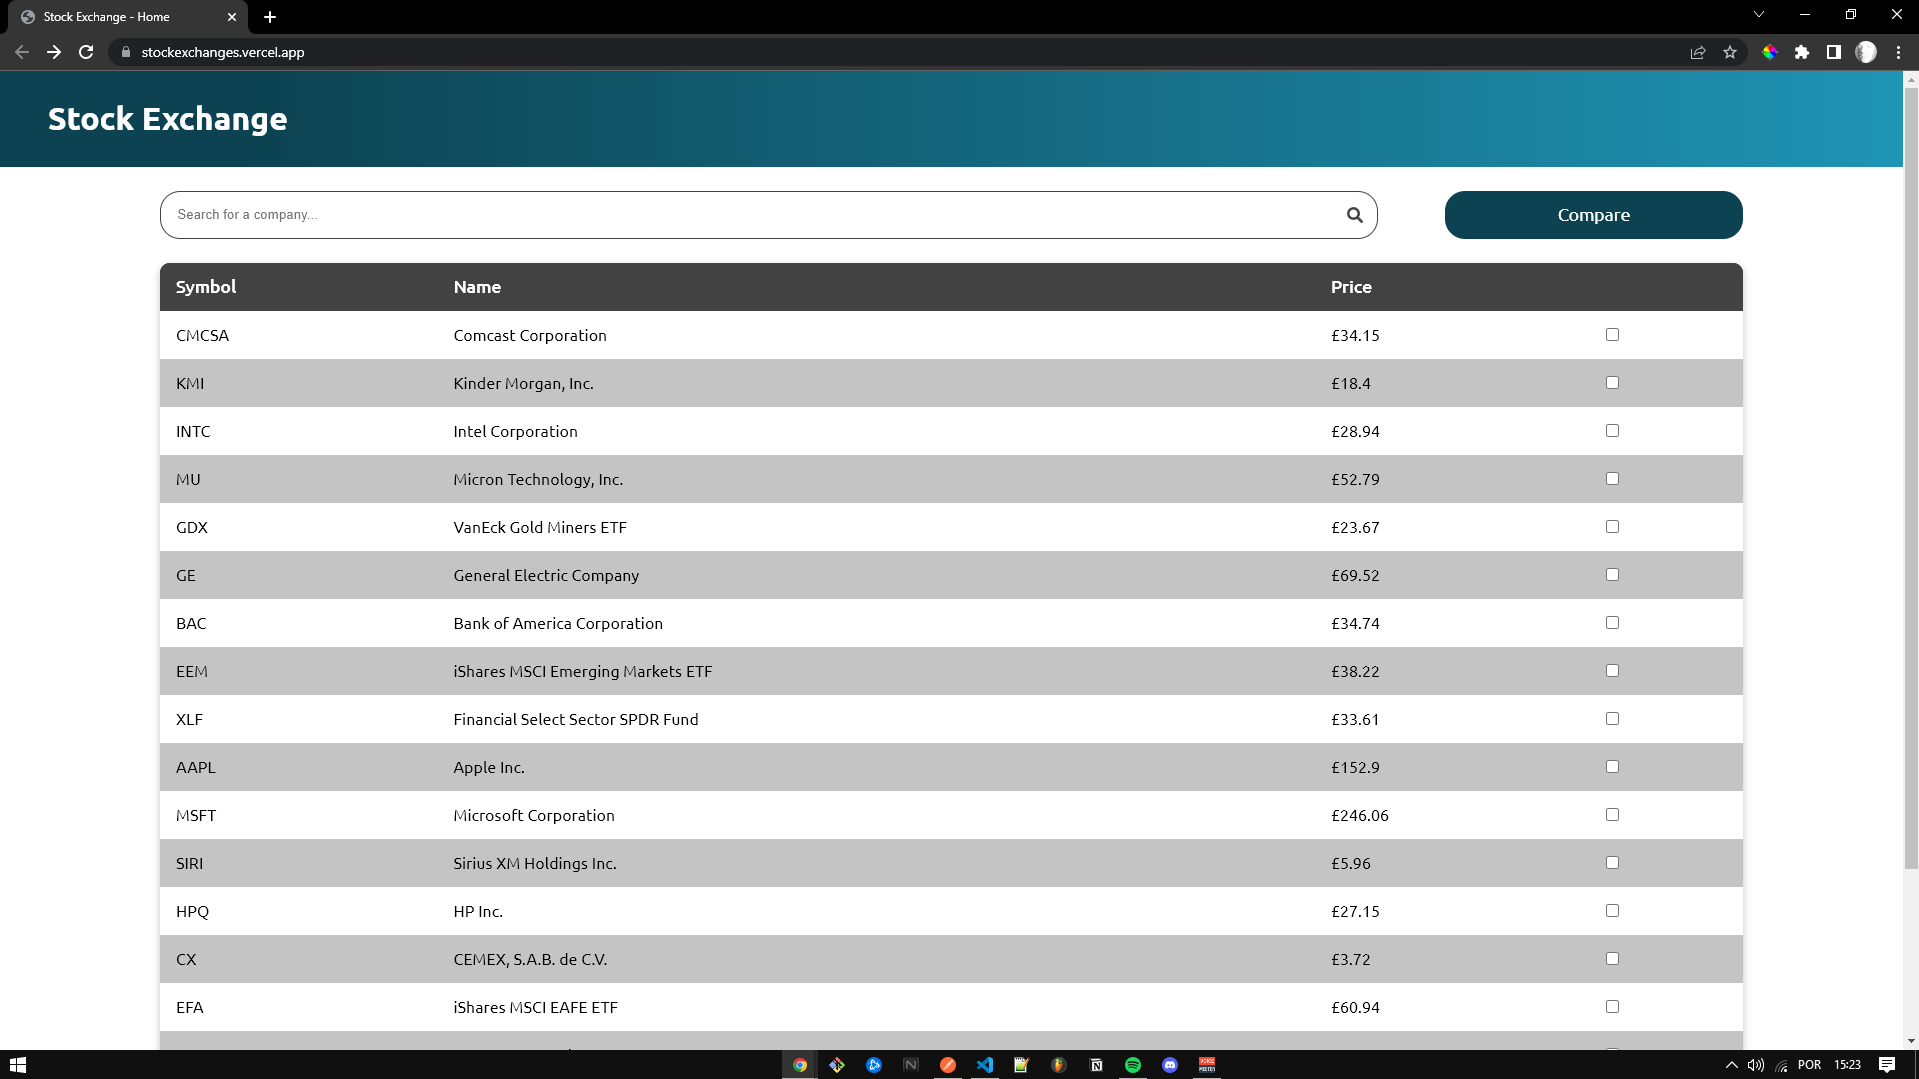 Stock Exchange - Home
stockexchanges.vercel.app
Stock Exchange
Search for a company...
Compare
Symbol Name Price
CMCSA Comcast Corporation £34.15
KMI Kinder Morgan, Inc. £18.4
INTC Intel Corporation £28.94
MU Micron Technology, Inc. £52.79
GDX VanEck Gold Miners ETF £23.67
GE General Electric Company £69.52
BAC Bank of America Corporation £34.74
EEM iShares MSCI Emerging Markets ETF £38.22
XLF Financial Select Sector SPDR Fund £33.61
AAPL Apple Inc. £152.9
MSFT Microsoft Corporation £246.06
SIRI Sirius XM Holdings Inc. £5.96
HPQ HP Inc. £27.15
CX CEMEX, S.A.B. de C.V. £3.72
EFA iShares MSCI EAFE ETF £60.94
POR 15:23